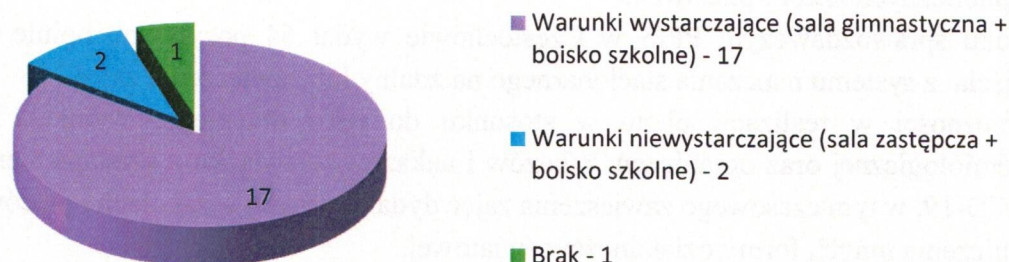 1
2
17
Warunki wystarczające (sala gimnastyczna +
boisko szkolne) - 17
Warunki niewystarczające (sala zastępcza +
boisko szkolne) - 2
Brak - 1